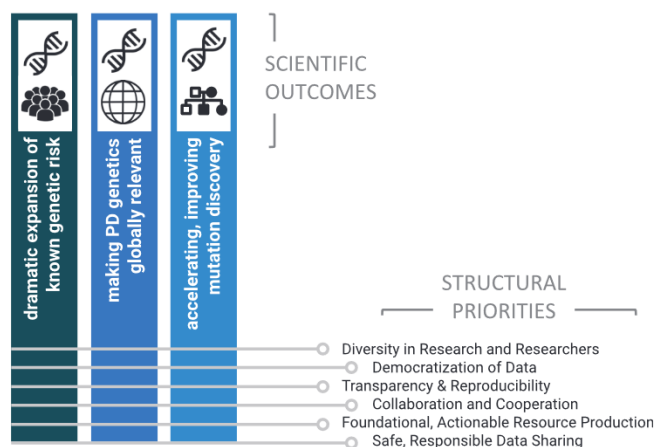 SCIENTIFIC
OUTCOMES
dramatic expansion of
known genetic risk
making PD genetics
globally relevant
accelerating, improving
mutation discovery
STRUCTURAL
PRIORITIES
Diversity in Research and Researchers
Democratization of Data
Transparency & Reproducibility
Collaboration and Cooperation
Foundational, Actionable Resource Production
Safe, Responsible Data Sharing